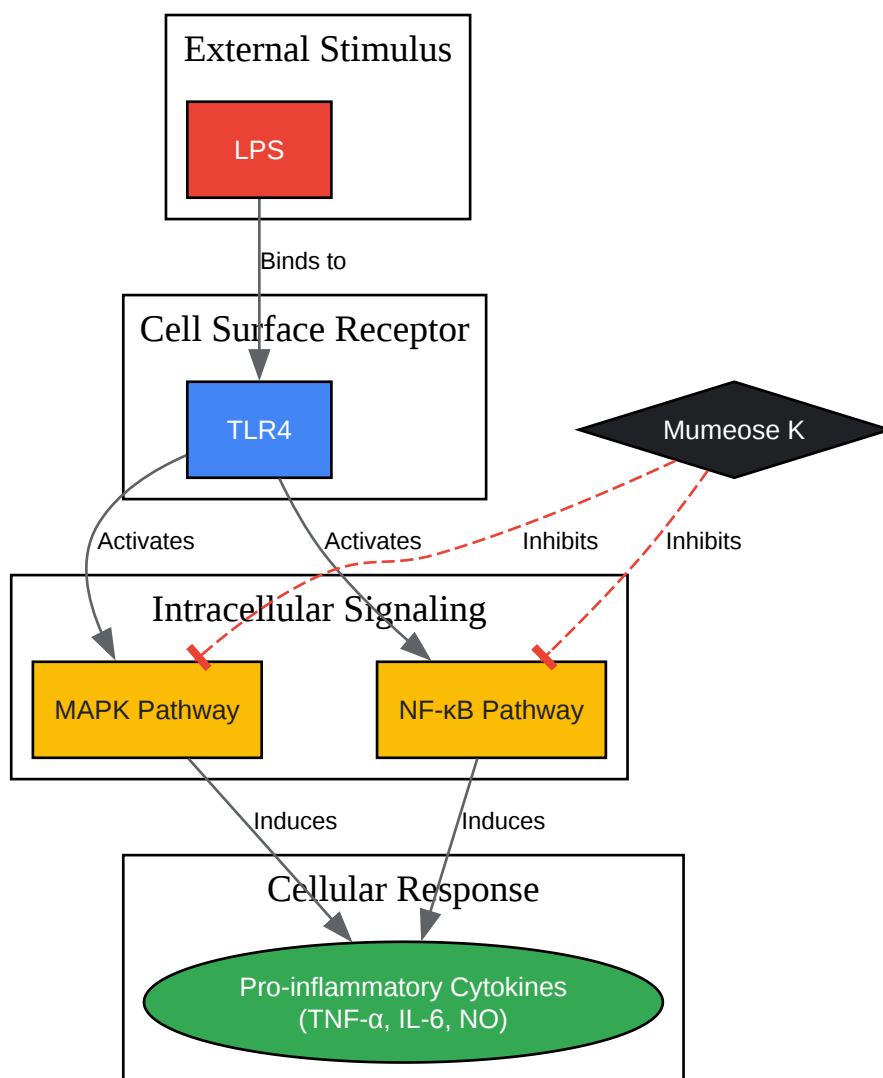 External Stimulus
LPS
Binds to
Cell Surface Receptor
TLR4
Mumeose K
Activates
Activates
Inhibits
Inhibits
Intracellular Signaling
MAPK Pathway
NF-κB Pathway
Induces
Induces
Cellular Response
Pro-inflammatory Cytokines
(TNF-α, IL-6, NO)